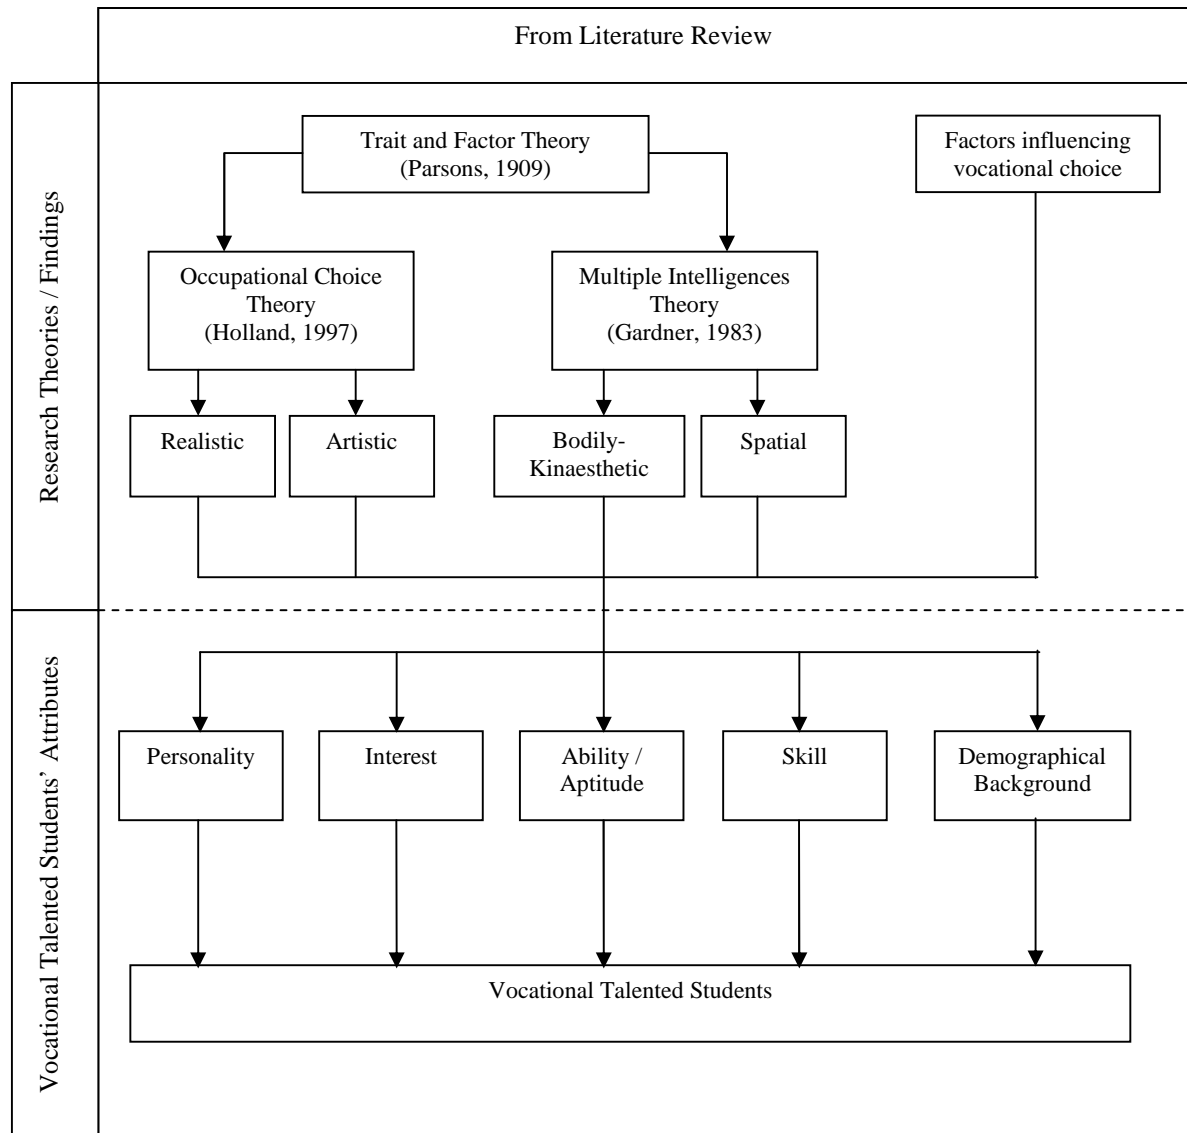 From Literature Review
Research Theories / Findings
Trait and Factor Theory
(Parsons, 1909)
Factors influencing
vocational choice
Occupational Choice
Theory
(Holland, 1997)
Multiple Intelligences
Theory
(Gardner, 1983)
Realistic
Artistic
Bodily-
Kinaesthetic
Spatial
Vocational Talented Students’ Attributes
Personality
Interest
Ability /
Aptitude
Skill
Demographical
Background
Vocational Talented Students